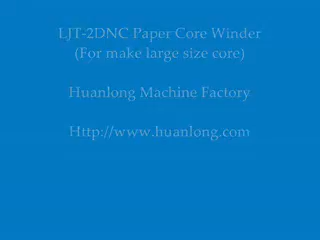 LJT-2DNC Paper Core Winder
(For make large size core)
Huanlong Machine Factory
Http://www.huanlong.com